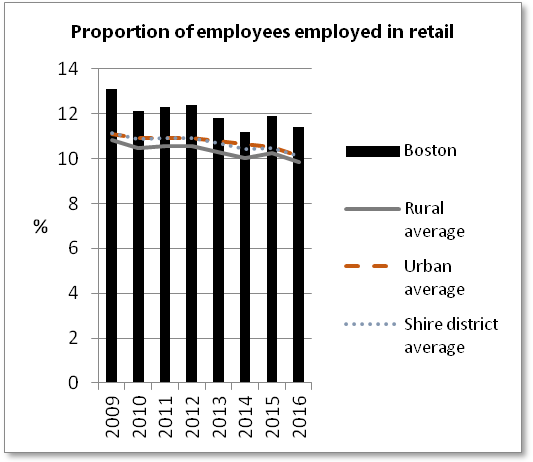 Proportion of employees employed in retail
14
12
10
8
6
4
2
0
%
2009
2010
2011
2012
2013
2014
2015
2016
Boston
Rural
average
Urban
average
Shire district
average